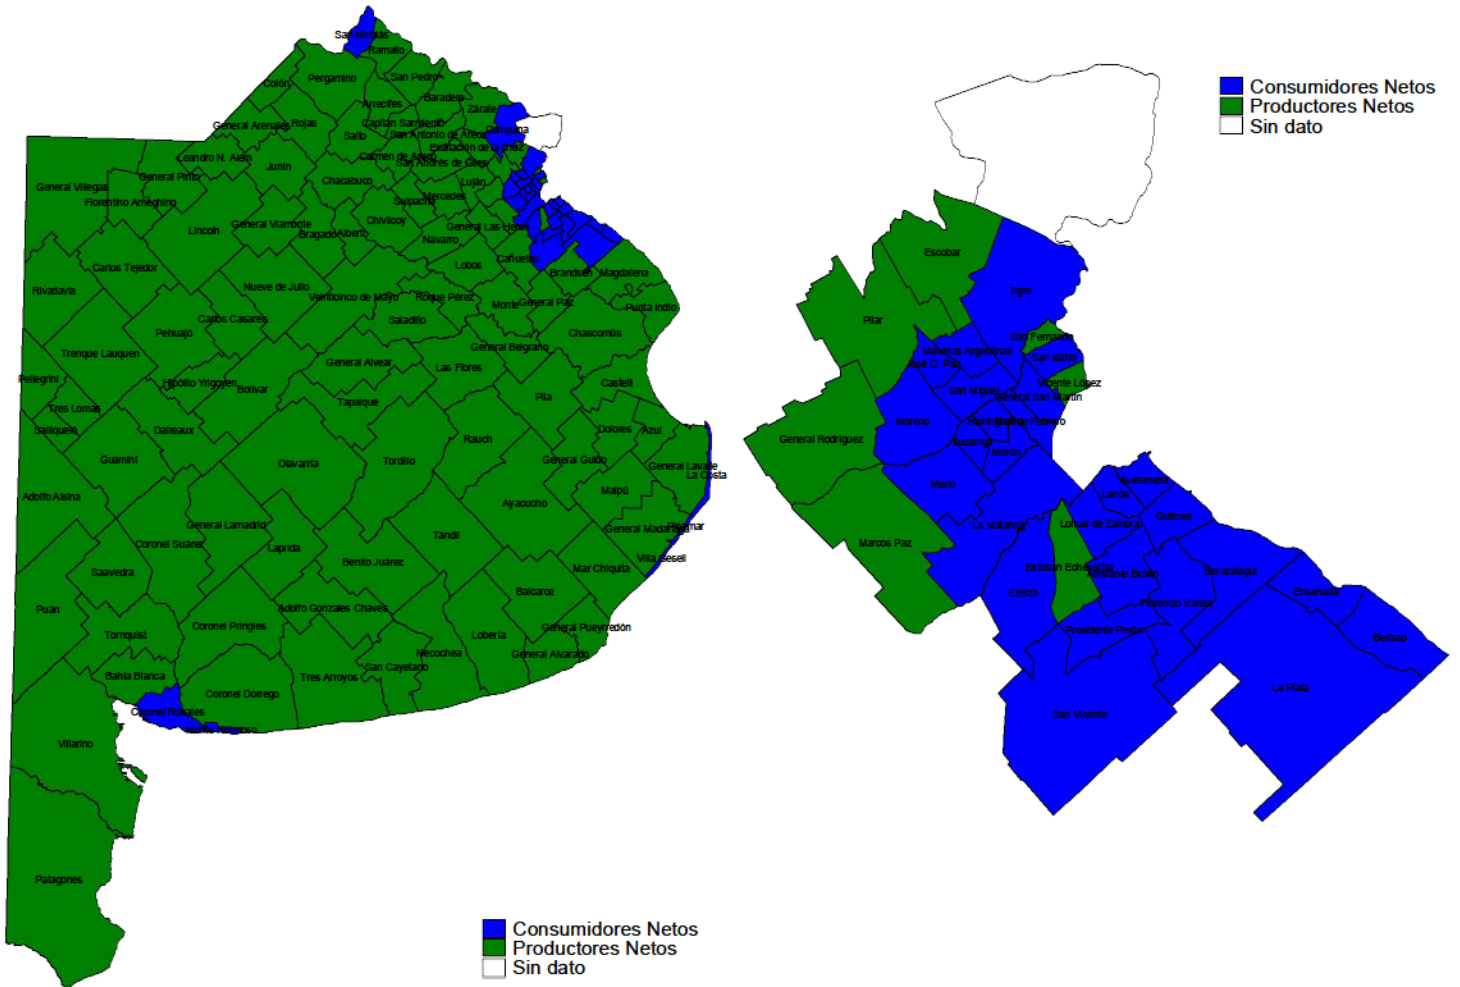 San Nicolás
Ramallo
Colón
Pergamino
San Pedro
Arrecifes
Baradero
Zárate
General Arenales
Rojas
Salto
Capitán Sarmiento
San Antonio de Areco
Campana
Leandro N. Alem
Junín
Carmen de Areco
Exaltación de la Cruz
San Andrés de Giles
General Villegas
General Pinto
Florentino Ameghino
Chacabuco
Luján
Mercedes
Suipacha
Lincoln
General Viamonte
Bragado
Alberti
Chivilcoy
Navarro
General Las Heras
Carlos Tejedor
Lobos
Cañuelas
Brandsen
Magdalena
Rivadavia
Nueve de Julio
Veinticinco de Mayo
Roque Pérez
Monte
General Paz
Punta Indio
Pehuajó
Carlos Casares
Saladillo
Chascomús
Trenque Lauquen
General Alvear
Las Flores
General Belgrano
Pellegrini
Hipólito Yrigoyen
Bolívar
Castelli
Tres Lomas
Tapalqué
Pila
Salliqueló
Daireaux
Rauch
Dolores
Azul
Guaminí
Olavarría
Tordillo
General Guido
General Lavalle
La Costa
Adolfo Alsina
Ayacucho
Maipú
General Lamadrid
General Madariaga
Pinamar
Coronel Suárez
Laprida
Tandil
Benito Juárez
Villa Gesell
Saavedra
Mar Chiquita
Balcarce
Puán
Adolfo Gonzales Chaves
Coronel Pringles
General Pueyrredón
Tornquist
Lobería
Necochea
General Alvarado
Bahía Blanca
Tres Arroyos
San Cayetano
Coronel Dorrego
Coronel Rosales
Monte Hermoso
Villarino
Patagones
Consumidores Netos
Productores Netos
Sin dato
Consumidores Netos
Productores Netos
Sin dato
Escobar
Tigre
Pilar
San Fernando
Malvinas Argentinas
José C. Paz
San Isidro
San Miguel
Vicente López
General San Martín
Moreno
General Rodríguez
Ituzaingó
Morón
Merlo
Avellaneda
Lanús
La Matanza
Lomas de Zamora
Quilmes
Marcos Paz
Esteban Echeverría
Almirante Brown
Berazategui
Ezeiza
Florencio Varela
Ensenada
Presidente Perón
Berisso
La Plata
San Vicente